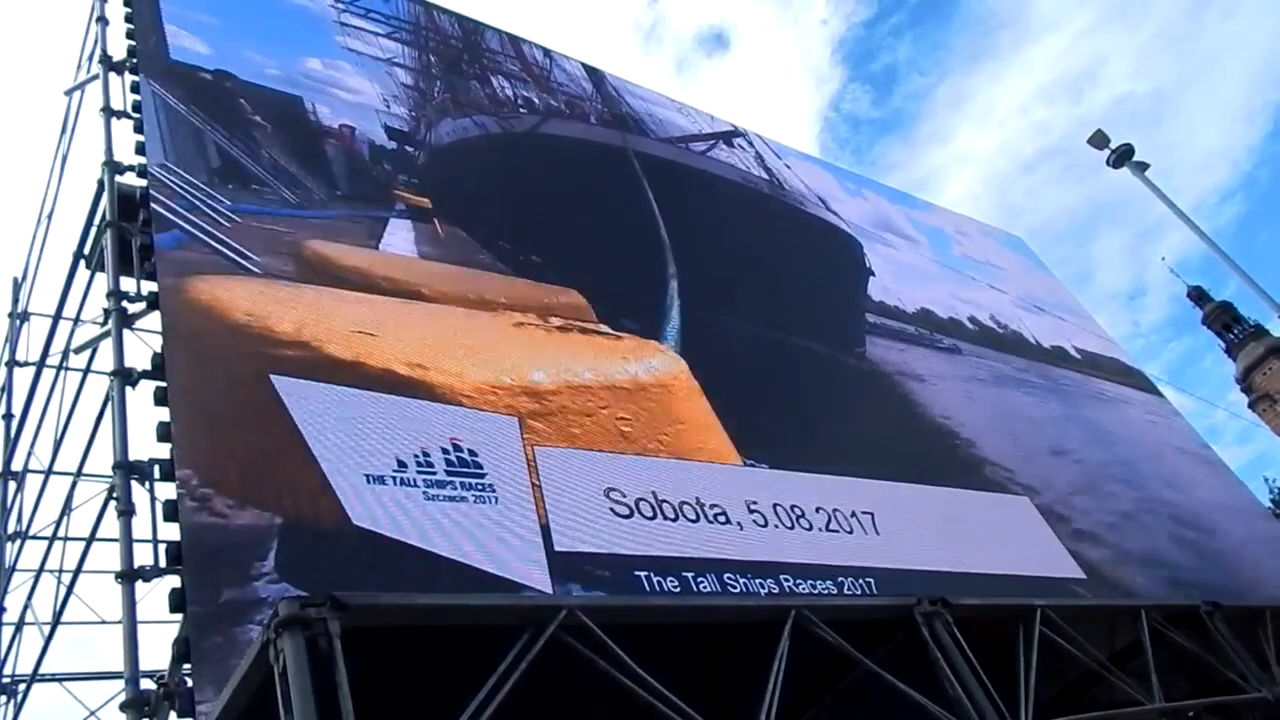 THE TALL SHIPS RACES
Szczecin 2017
Sobota, 5.08.2017
The Tall Ships Races 2017